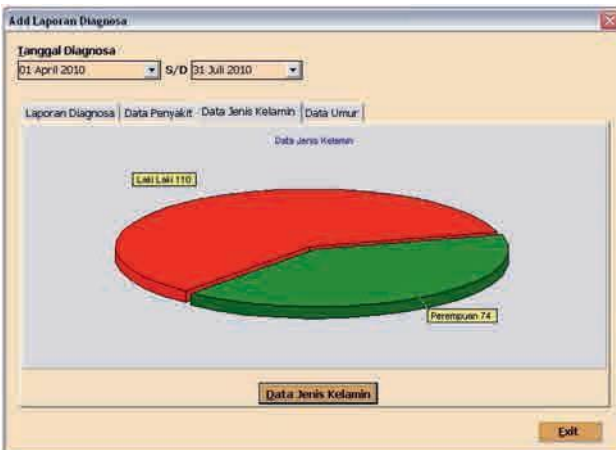 Add Laporan Diagnosa
Tanggal Diagnosa
01 April 2010 S/D 31 Juli 2010
Laporan Diagnosa Data Penyakit Data Jenis Kelamin Data Umur
Data Jenis Kelamin
Laki Laki 110
Perempuan 74
Data Jenis Kelamin
Exit